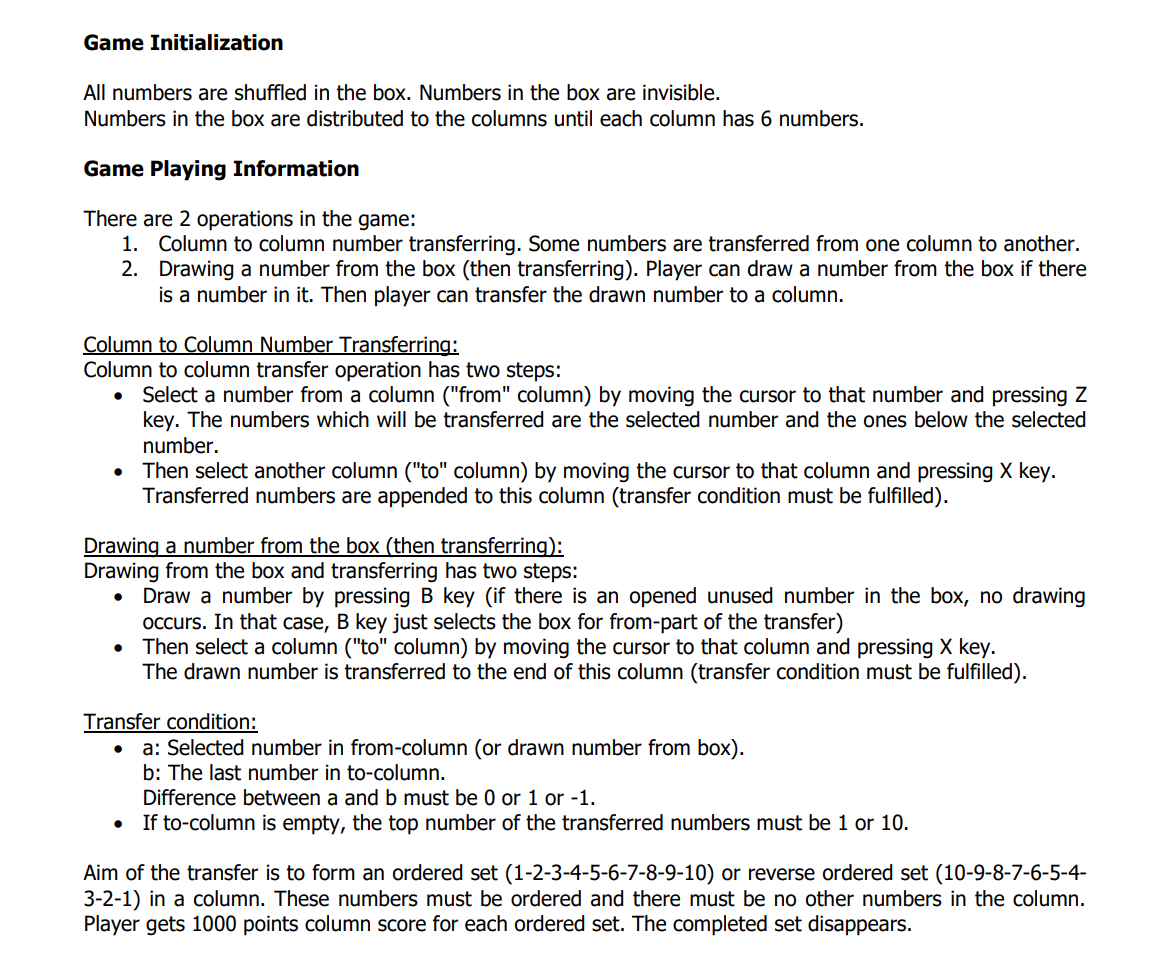 Game Initialization
All numbers are shuffled in the box. Numbers in the box are invisible.
Numbers in the box are distributed to the columns until each column has 6 numbers.
Game Playing Information
There are 2 operations in the game:
1. Column to column number transferring. Some numbers are transferred from one column to another.
2. Drawing a number from the box (then transferring). Player can draw a number from the box if there
is a number in it. Then player can transfer the drawn number to a column.
Column to Column Number Transferring:
Column to column transfer operation has two steps:
• Select a number from a column ("from" column) by moving the cursor to that number and pressing Z
key. The numbers which will be transferred are the selected number and the ones below the selected
number.
• Then select another column ("to" column) by moving the cursor to that column and pressing X key.
Transferred numbers are appended to this column (transfer condition must be fulfilled).
Drawing a number from the box (then transferring):
Drawing from the box and transferring has two steps:
• Draw a number by pressing B key (if there is an opened unused number in the box, no drawing
occurs. In that case, B key just selects the box for from-part of the transfer)
• Then select a column ("to" column) by moving the cursor to that column and pressing X key.
The drawn number is transferred to the end of this column (transfer condition must be fulfilled).
Transfer condition:
• a: Selected number in from-column (or drawn number from box).
b: The last number in to-column.
Difference between a and b must be 0 or 1 or -1.
• If to-column is empty, the top number of the transferred numbers must be 1 or 10.
Aim of the transfer is to form an ordered set (1-2-3-4-5-6-7-8-9-10) or reverse ordered set (10-9-8-7-6-5-4-
3-2-1) in a column. These numbers must be ordered and there must be no other numbers in the column.
Player gets 1000 points column score for each ordered set. The completed set disappears.